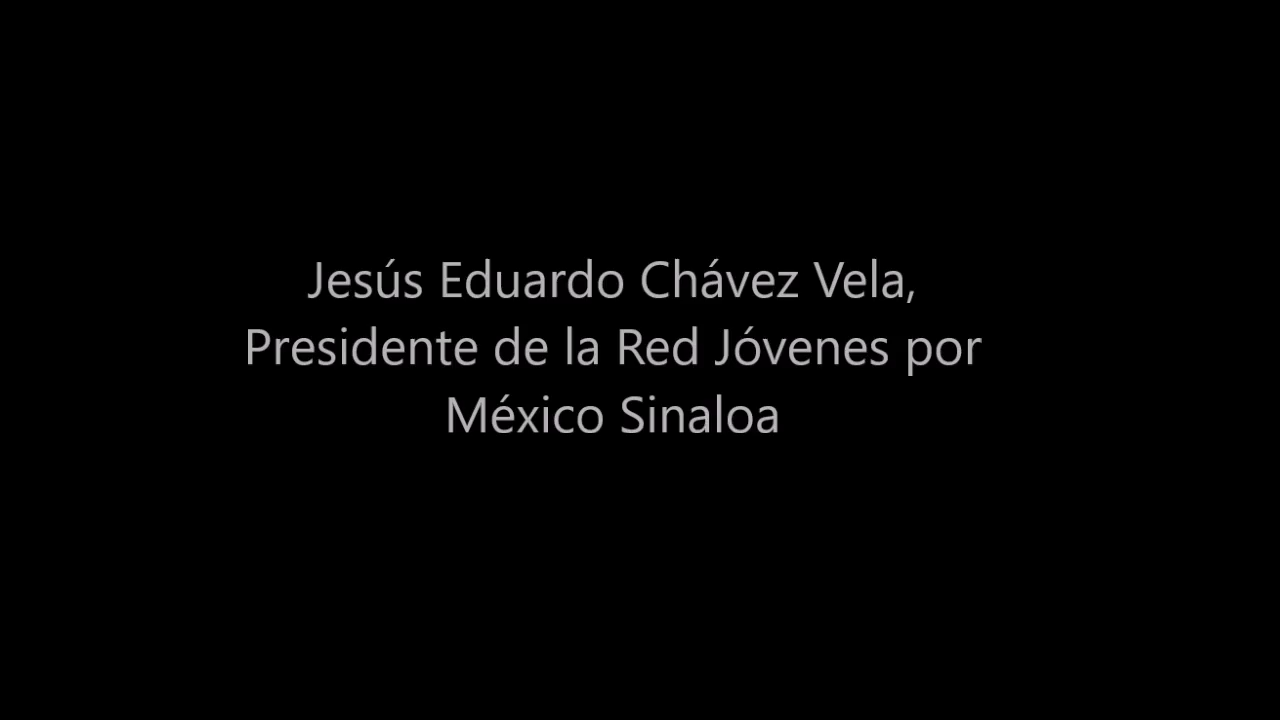 Jesús Eduardo Chávez Vela,
Presidente de la Red Jóvenes por
México Sinaloa